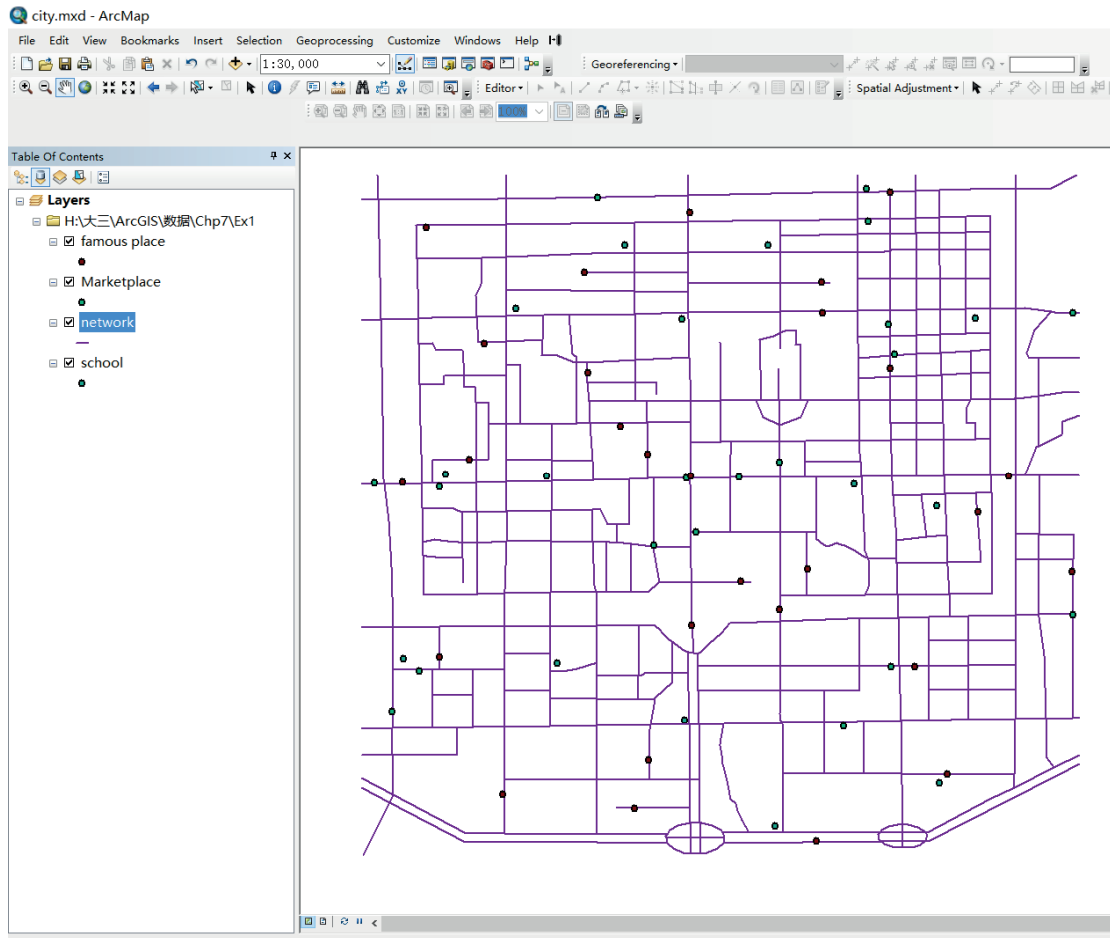 city.mxd - ArcMap
File Edit View Bookmarks Insert Selection Geoprocessing Customize Windows Help
1:30,000 Georeferencing
Editor Spatial Adjustment
100%
Table Of Contents
Layers
H:\大三\ArcGIS\数据\Chp7\Ex1
famous place
Marketplace
network
school